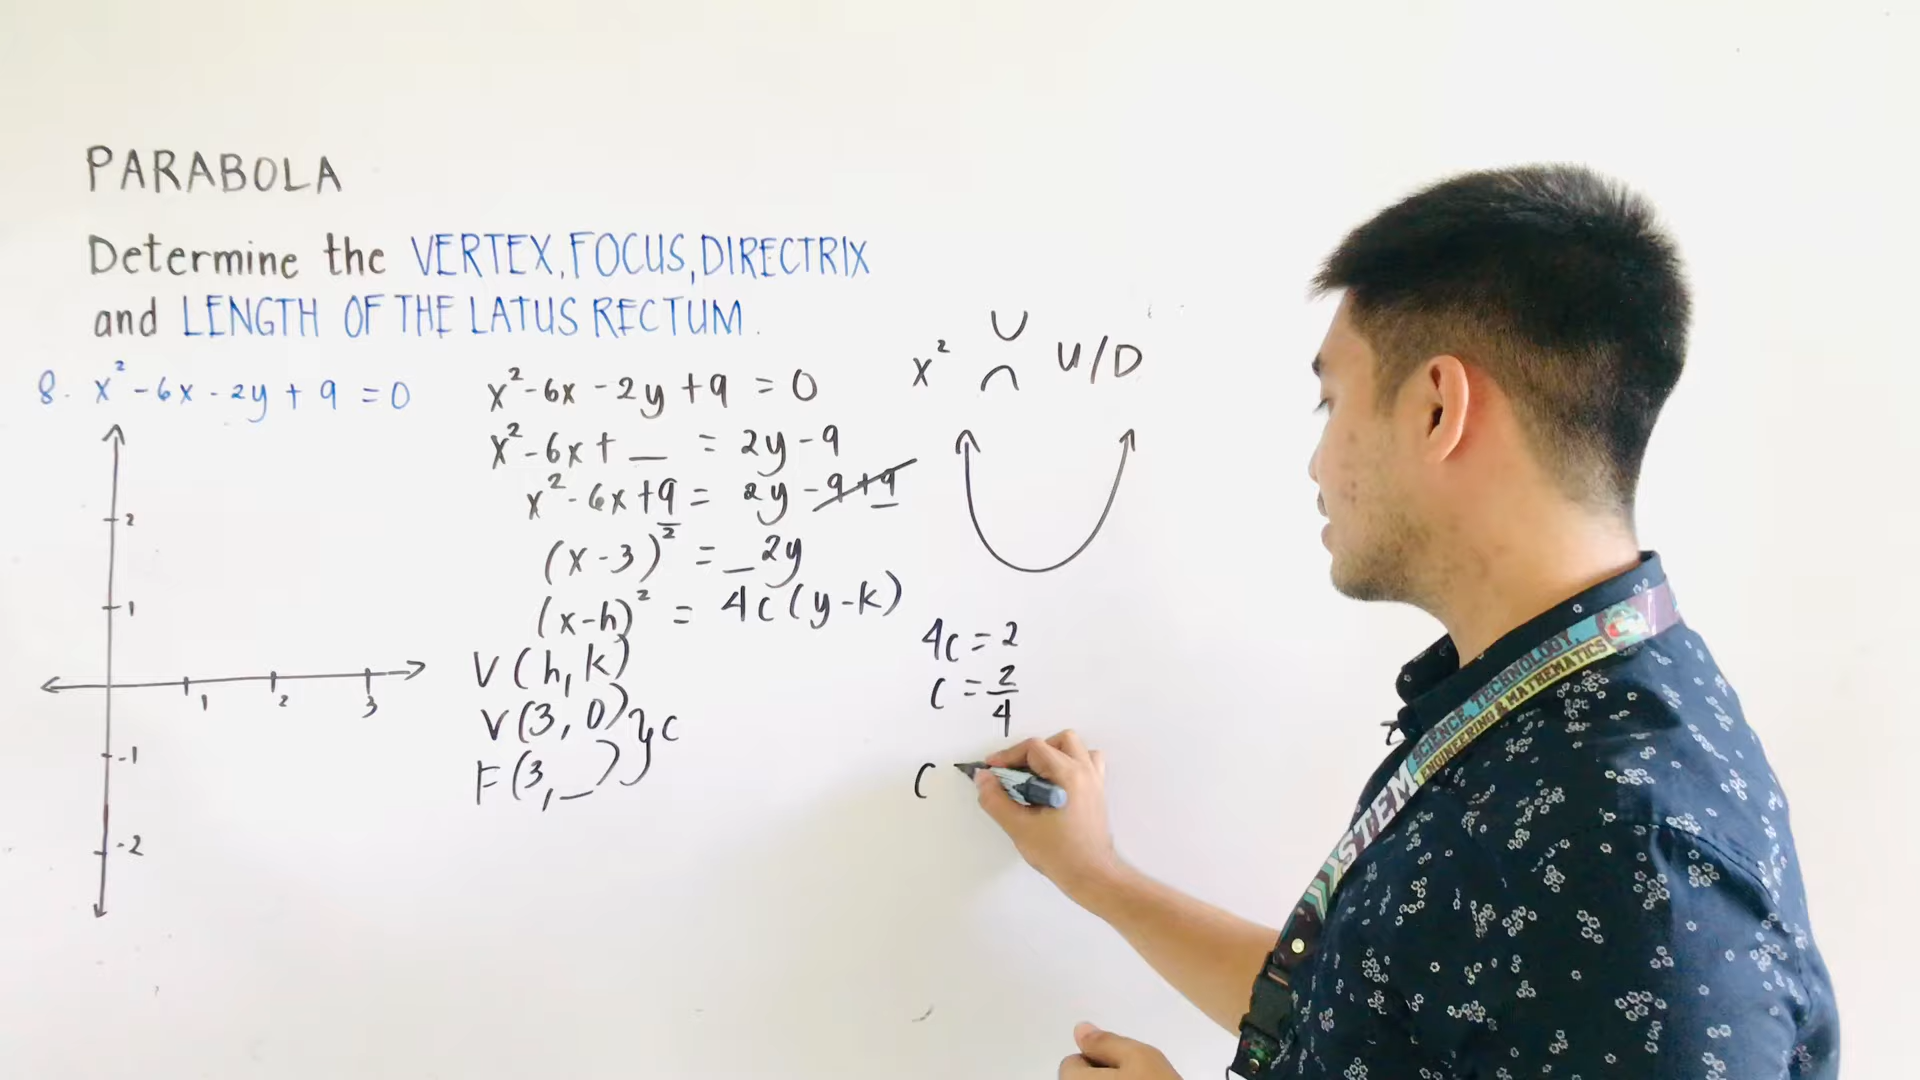 PARABOLA
Determine the VERTEX, FOCUS, DIRECTRIX
and LENGTH OF THE LATUS RECTUM.
8. x² - 6x - 2y + 9 = 0
x² - 6x - 2y + 9 = 0
x² - 6x + _ = 2y - 9
x² - 6x + 9 = 2y - 9 + 9
(x - 3)² = _2y
(x - h)² = 4c(y - k)
V(h, k)
V(3, 0)
F(3, _)
c
x² U/D
4c = 2
c = 2/4
c
2
1
-1
-2
1 2 3
SCIENCE, TECHNOLOGY,
ENGINEERING & MATHEMATICS
STEM